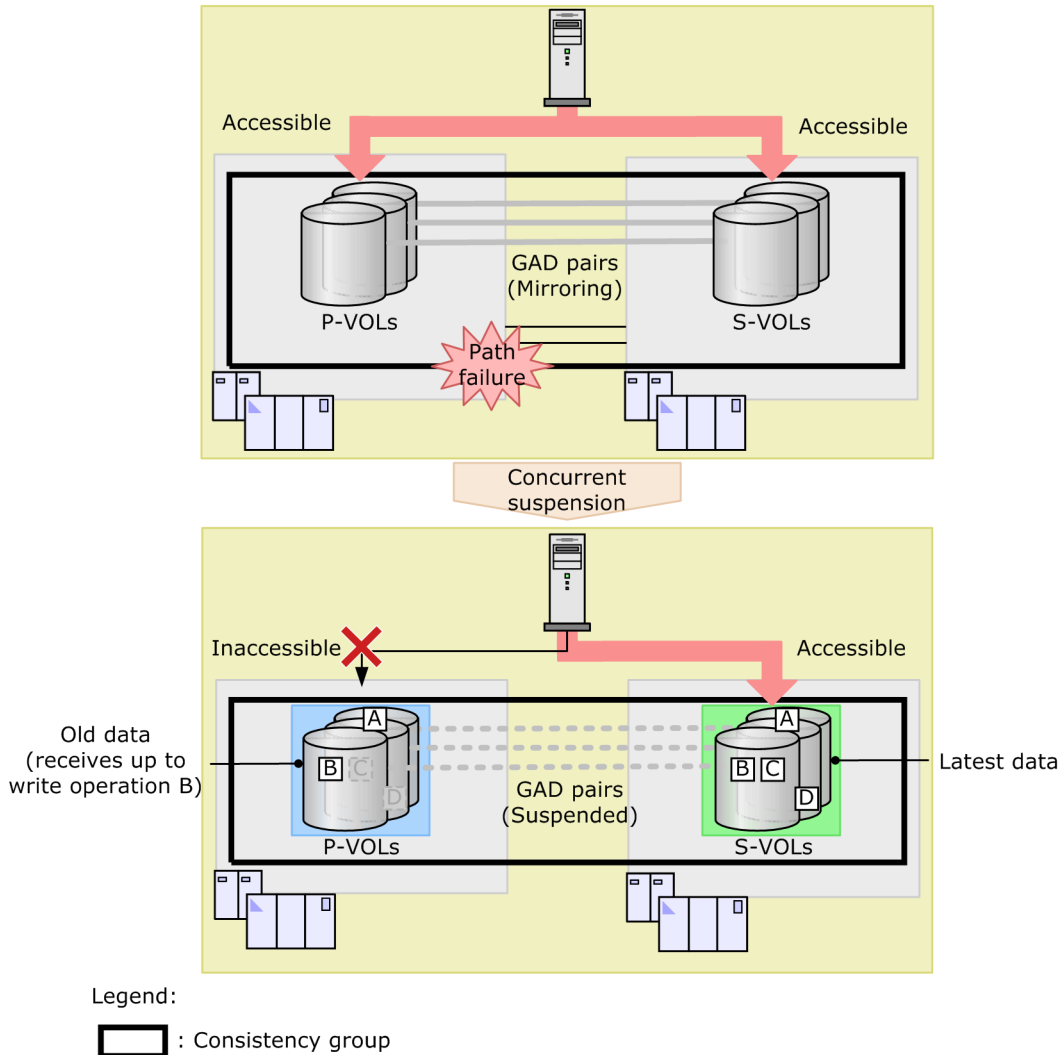 Accessible
Accessible
GAD pairs
(Mirroring)
P-VOLs
S-VOLs
Path
failure
Concurrent
suspension
Inaccessible
Accessible
A
A
Old data
(receives up to
write operation B)
B
C
B
C
Latest data
D
D
GAD pairs
(Suspended)
P-VOLs
S-VOLs
Legend:
: Consistency group